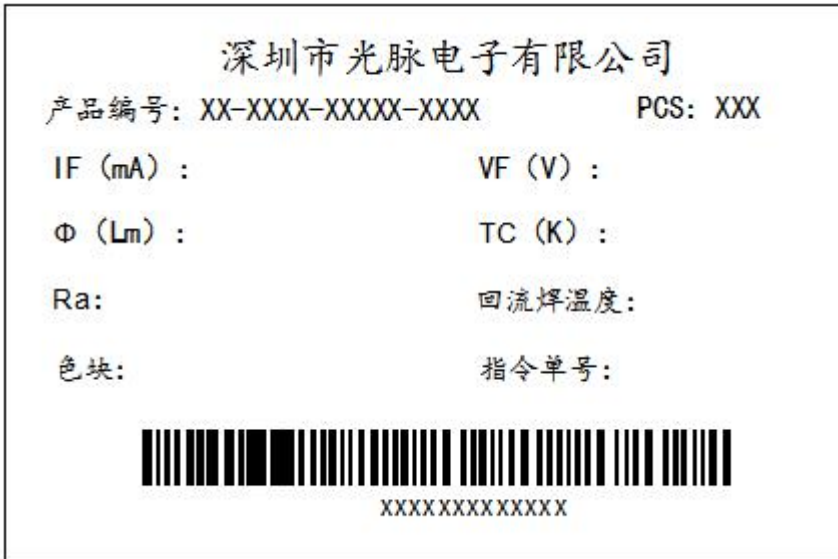 深圳市光脉电子有限公司
产品编号: XX-XXXX-XXXXX-XXXX PCS: XXX
IF (mA) : VF (V) :
Φ (Lm) : TC (K) :
Ra: 回流焊温度:
色块: 指令单号:
XXXXXXXXXXXXX